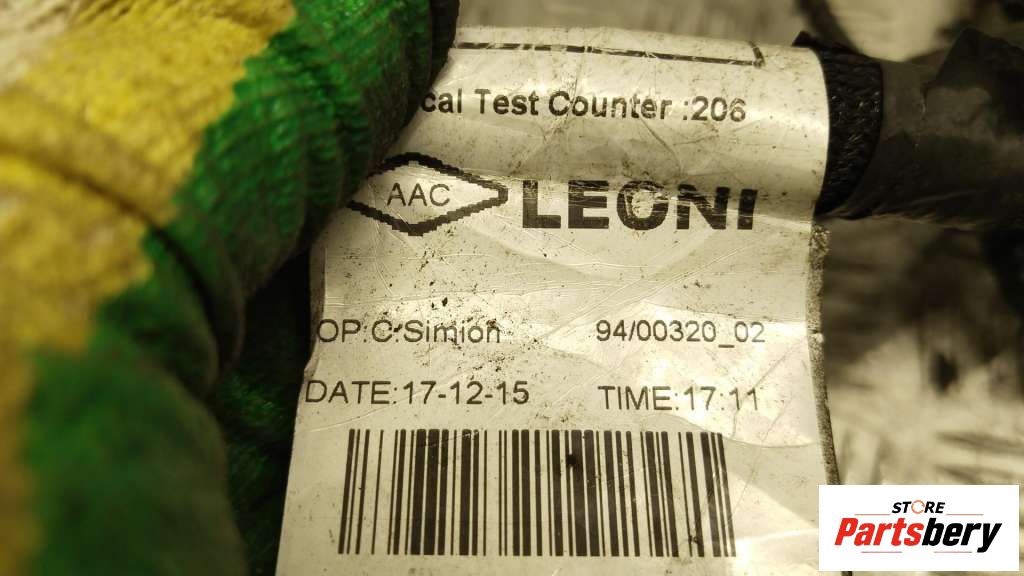 cal Test Counter :206
AAC LEONI
OP:C.Simion 94/00320_02
DATE:17-12-15 TIME:17:11
STORE
Partsbery